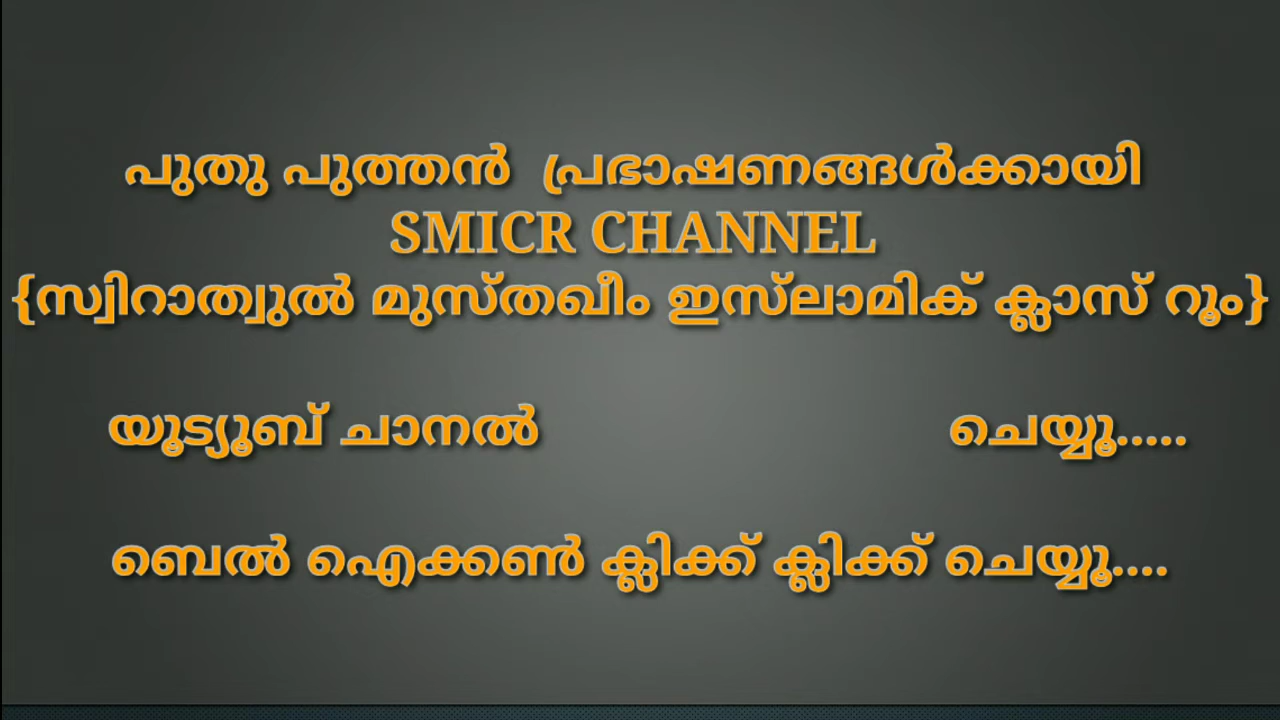 പുതു പുത്തൻ പ്രഭാഷണങ്ങൾക്കായി
SMICR CHANNEL
{സ്വിറാത്വുൽ മുസ്തഖീം ഇസ്‌ലാമിക് ക്ലാസ് റൂം}
യൂട്യൂബ് ചാനൽ ചെയ്യൂ.....
ബെൽ ഐക്കൺ ക്ലിക്ക് ക്ലിക്ക് ചെയ്യൂ....